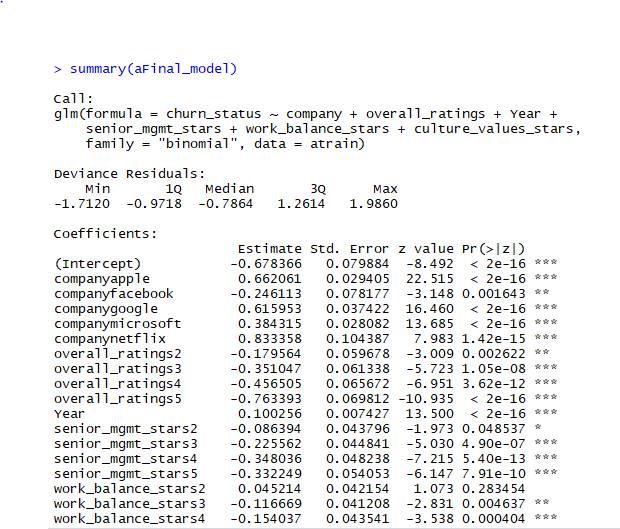 > summary(aFinal_model)
Call:
glm(formula = churn_status ~ company + overall_ratings + Year +
senior_mgmt_stars + work_balance_stars + culture_values_stars,
family = "binomial", data = atrain)
Deviance Residuals:
Min 1Q Median 3Q Max
-1.7120 -0.9718 -0.7864 1.2614 1.9860
Coefficients:
Estimate Std. Error z value Pr(>|z|)
(Intercept) -0.678366 0.079884 -8.492 < 2e-16 ***
companyapple 0.662061 0.029405 22.515 < 2e-16 ***
companyfacebook -0.246113 0.078177 -3.148 0.001643 **
companygoogle 0.615953 0.037422 16.460 < 2e-16 ***
companymicrosoft 0.384315 0.028082 13.685 < 2e-16 ***
companynetflix 0.833358 0.104387 7.983 1.42e-15 ***
overall_ratings2 -0.179564 0.059678 -3.009 0.002622 **
overall_ratings3 -0.351047 0.061338 -5.723 1.05e-08 ***
overall_ratings4 -0.456505 0.065672 -6.951 3.62e-12 ***
overall_ratings5 -0.763393 0.069812 -10.935 < 2e-16 ***
Year 0.100256 0.007427 13.500 < 2e-16 ***
senior_mgmt_stars2 -0.086394 0.043796 -1.973 0.048537 *
senior_mgmt_stars3 -0.225562 0.044841 -5.030 4.90e-07 ***
senior_mgmt_stars4 -0.348036 0.048238 -7.215 5.40e-13 ***
senior_mgmt_stars5 -0.332249 0.054053 -6.147 7.91e-10 ***
work_balance_stars2 0.045214 0.042154 1.073 0.283454
work_balance_stars3 -0.116669 0.041208 -2.831 0.004637 **
work_balance_stars4 -0.154037 0.043541 -3.538 0.000404 ***